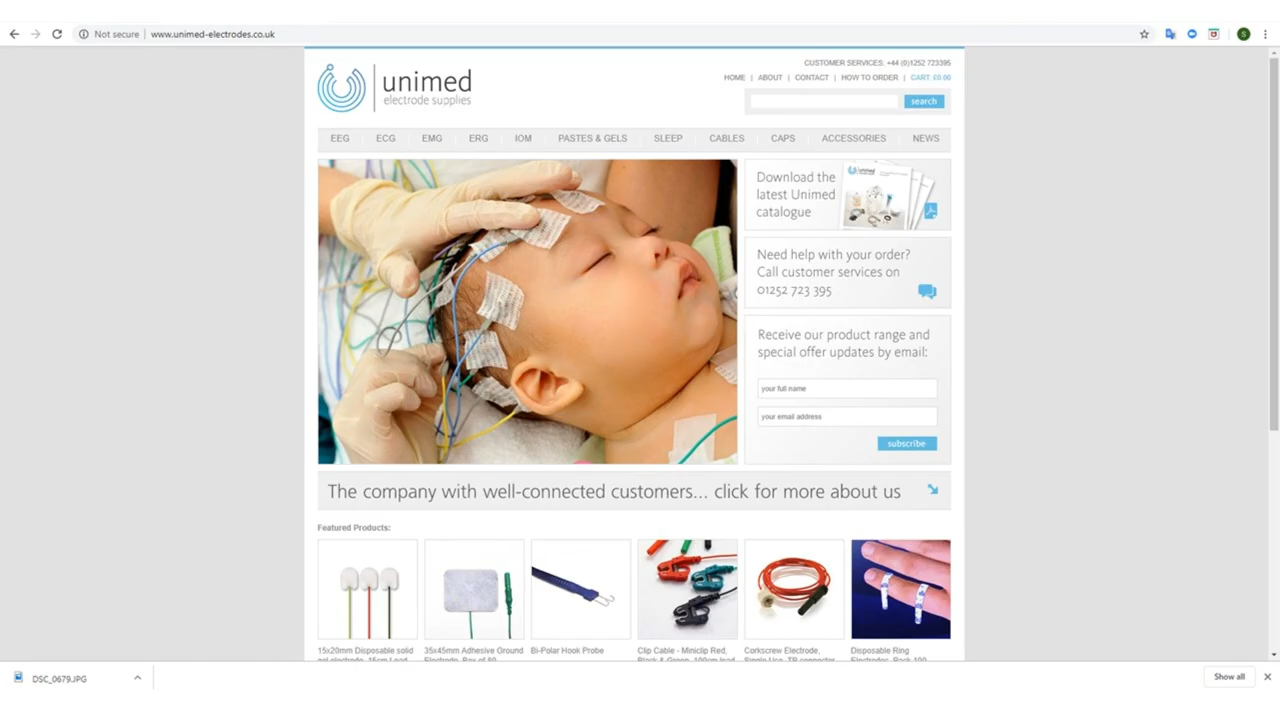 Not secure | www.unimed-electrodes.co.uk
S
CUSTOMER SERVICES: +44 (0)1252 723395
HOME | ABOUT | CONTACT | HOW TO ORDER | CART: £0.00
unimed
electrode supplies
search
EEG ECG EMG ERG IOM PASTES & GELS SLEEP CABLES CAPS ACCESSORIES NEWS
Download the
latest Unimed
catalogue
unimed
Need help with your order?
Call customer services on
01252 723 395
Receive our product range and
special offer updates by email:
your full name
your email address
subscribe
The company with well-connected customers... click for more about us
Featured Products:
15x20mm Disposable solid
gel electrode, 15cm Lead
35x45mm Adhesive Ground
Electrode, Box of 60
Bi-Polar Hook Probe
Clip Cable - Miniclip Red,
Black & Green, 100cm lead
Corkscrew Electrode,
Single Use, TP connector
Disposable Ring
Electrodes, Pack 100
DSC_0679.JPG
Show all